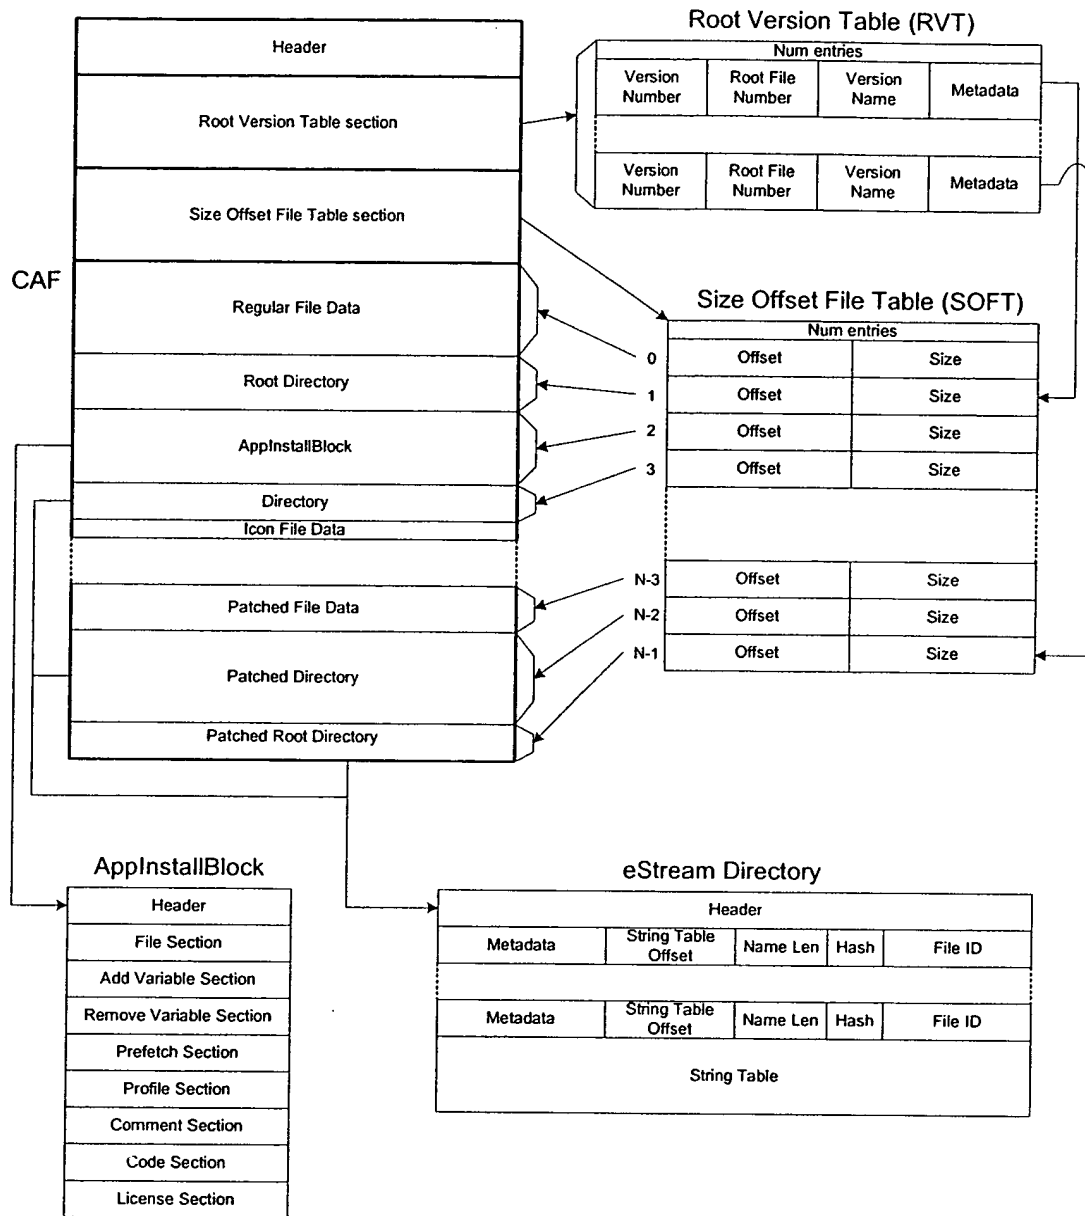 Root Version Table (RVT)
Num entries
Version Number
Root File Number
Version Name
Metadata
Version Number
Root File Number
Version Name
Metadata
CAF
Header
Root Version Table section
Size Offset File Table section
Regular File Data
Root Directory
AppInstallBlock
Directory
Icon File Data
Patched File Data
Patched Directory
Patched Root Directory
Size Offset File Table (SOFT)
Num entries
0 Offset Size
1 Offset Size
2 Offset Size
3 Offset Size
N-3 Offset Size
N-2 Offset Size
N-1 Offset Size
AppInstallBlock
Header
File Section
Add Variable Section
Remove Variable Section
Prefetch Section
Profile Section
Comment Section
Code Section
License Section
eStream Directory
Header
Metadata
String Table Offset
Name Len
Hash
File ID
Metadata
String Table Offset
Name Len
Hash
File ID
String Table